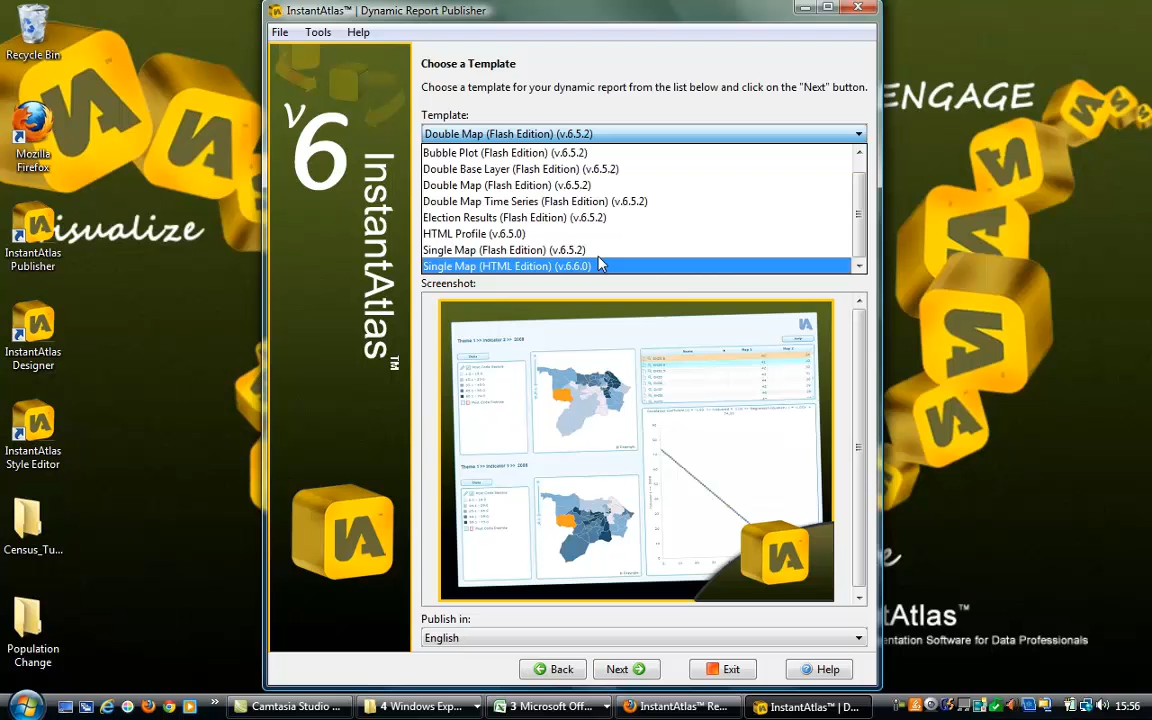 InstantAtlas™ | Dynamic Report Publisher
File Tools Help
Recycle Bin
Mozilla
Firefox
InstantAtlas
Publisher
InstantAtlas
Designer
InstantAtlas
Style Editor
Census_Tu...
Population
Change
isualize
ENGAGE
v
6
InstantAtlas™
Choose a Template
Choose a template for your dynamic report from the list below and click on the "Next" button.
Template:
Double Map (Flash Edition) (v.6.5.2)
Bubble Plot (Flash Edition) (v.6.5.2)
Double Base Layer (Flash Edition) (v.6.5.2)
Double Map (Flash Edition) (v.6.5.2)
Double Map Time Series (Flash Edition) (v.6.5.2)
Election Results (Flash Edition) (v.6.5.2)
HTML Profile (v.6.5.0)
Single Map (Flash Edition) (v.6.5.2)
Single Map (HTML Edition) (v.6.6.0)
Screenshot:
Publish in:
English
Back Next Exit Help
tAtlas™
entation Software for Data Professionals
Camtasia Studio ...
4 Windows Exp...
3 Microsoft Off...
InstantAtlas™ Re...
InstantAtlas™ | D...
15:56